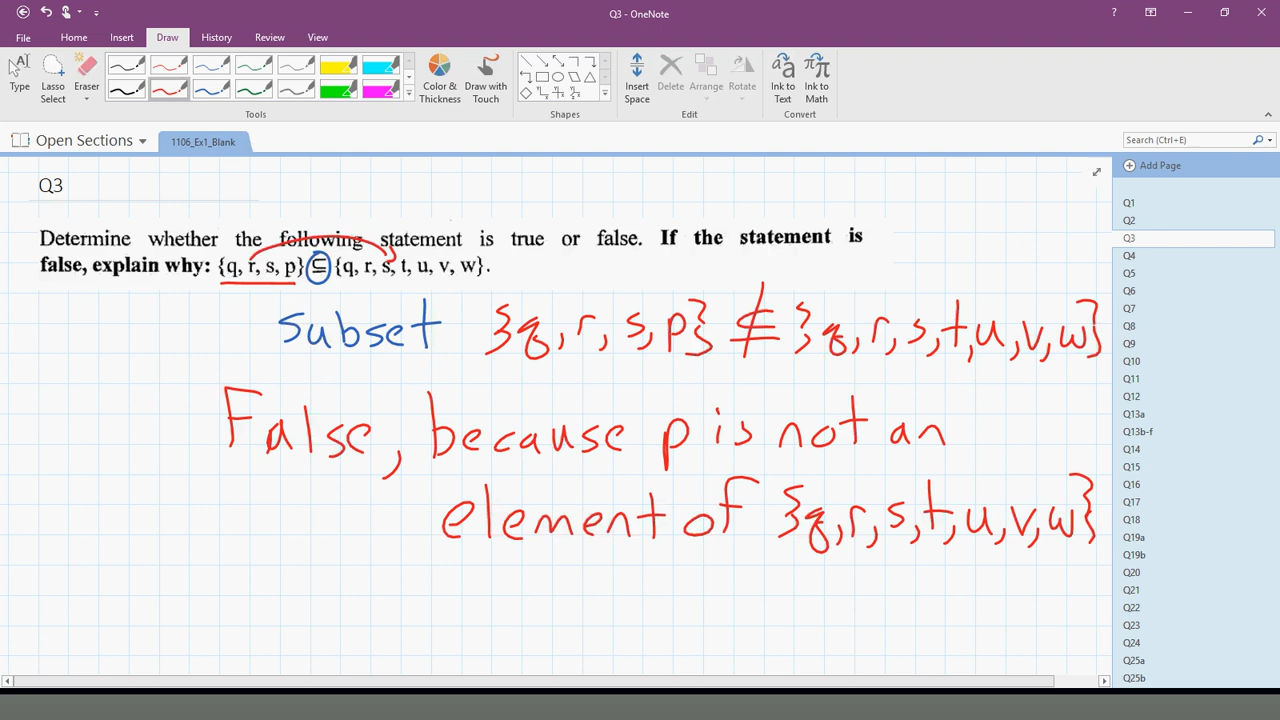 Q3 - OneNote
?
File
Home
Insert
Draw
History
Review
View
Type
Lasso Select
Eraser
Color & Thickness
Draw with Touch
Insert Space
Delete
Arrange
Rotate
Ink to Text
Ink to Math
Tools
Shapes
Edit
Convert
Open Sections
1106_Ex1_Blank
Search (Ctrl+E)
Add Page
Q3
Determine whether the following statement is true or false. If the statement is
false, explain why: {q, r, s, p} ⊆ {q, r, s, t, u, v, w}.
subset {q, r, s, p} ⊈ {q, r, s, t, u, v, w}
False, because p is not an
element of {q, r, s, t, u, v, w}
Q1
Q2
Q3
Q4
Q5
Q6
Q7
Q8
Q9
Q10
Q11
Q12
Q13a
Q13b-f
Q14
Q15
Q16
Q17
Q18
Q19a
Q19b
Q20
Q21
Q22
Q23
Q24
Q25a
Q25b